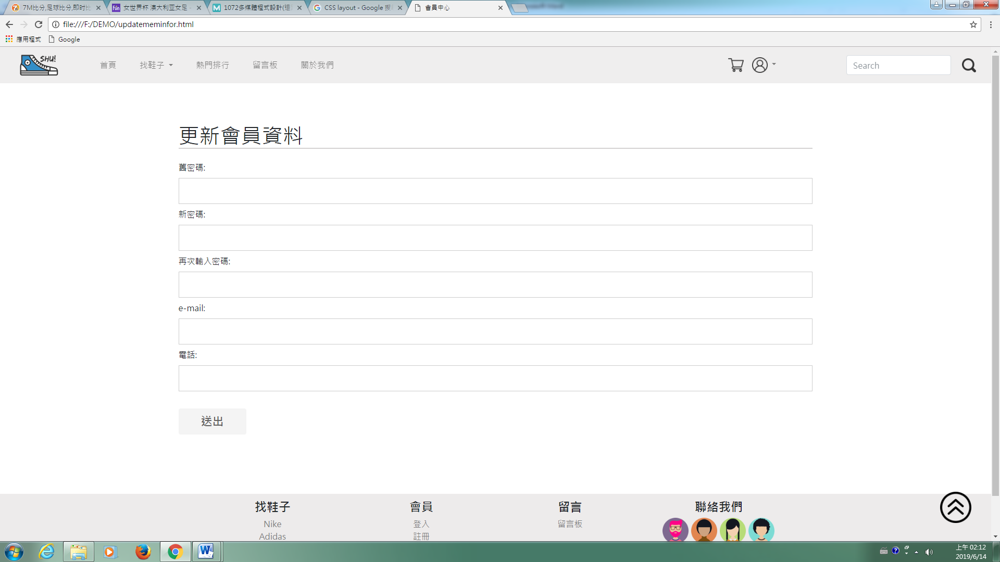 7M比分,足球比分,即时比
Fun
女世界杯 澳大利亚女足 -
M
1072多媒體程式設計(遠
CSS layout - Google 搜
會員中心
file:///F:/DEMO/updatememinfor.html
應用程式
Google
SHU!
首頁
找鞋子
熱門排行
留言板
關於我們
Search
更新會員資料
舊密碼:
新密碼:
再次輸入密碼:
e-mail:
電話:
送出
找鞋子
會員
留言
聯絡我們
Nike
登入
留言板
Adidas
註冊
W
上午 02:12
2019/6/14